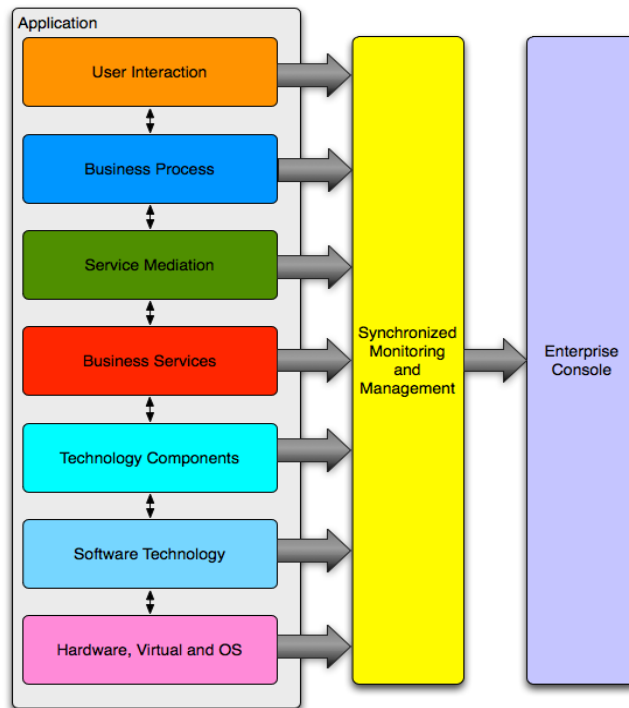 Application
User Interaction
Business Process
Service Mediation
Business Services
Technology Components
Software Technology
Hardware, Virtual and OS
Synchronized
Monitoring
and
Management
Enterprise
Console